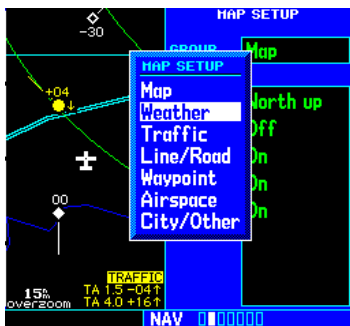 MAP SETUP
-30
GROUP
Map
MAP SETUP
Map
Weather
Traffic
Line/Road
Waypoint
Airspace
City/Other
+04
North up
Off
On
On
On
00
TRAFFIC
15
overzoom
TA 1.5 -04↑
TA 4.0 +16↑
NAV